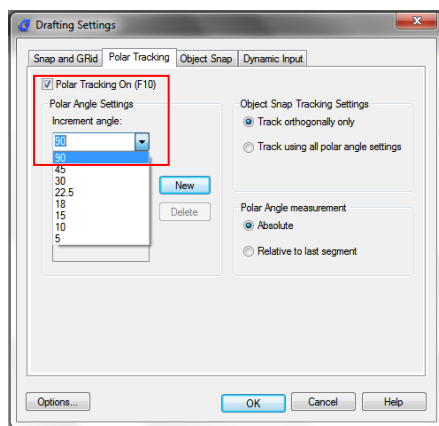 Drafting Settings
Snap and GRid Polar Tracking Object Snap Dynamic Input
Polar Tracking On (F10)
Polar Angle Settings
Increment angle:
90
90
45
30
22.5
18
15
10
5
New
Delete
Object Snap Tracking Settings
Track orthogonally only
Track using all polar angle settings
Polar Angle measurement
Absolute
Relative to last segment
Options...
OK Cancel Help